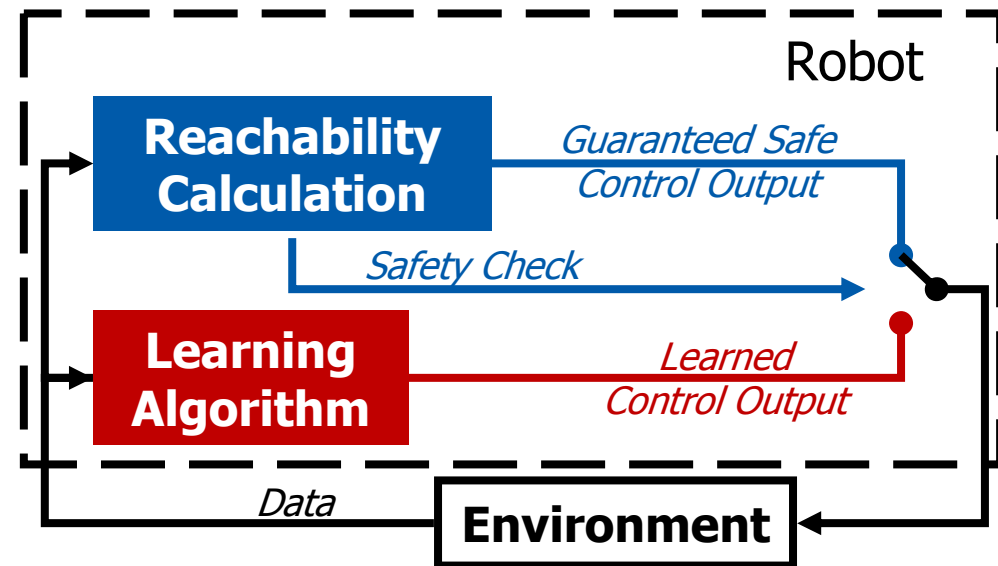 Robot
Reachability
Calculation
Guaranteed Safe
Control Output
Safety Check
Learning
Algorithm
Learned
Control Output
Data
Environment